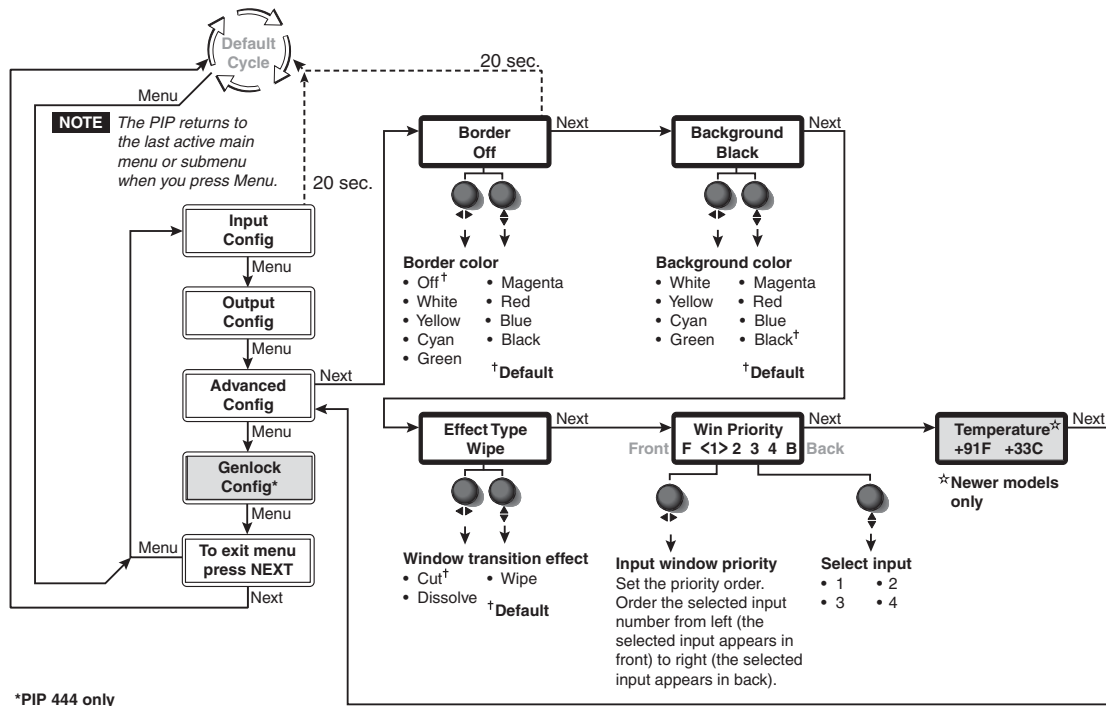 Default
Cycle
20 sec.
Menu
NOTE The PIP returns to
the last active main
menu or submenu
when you press Menu.
20 sec.
Input
Config
Menu
Output
Config
Menu
Advanced
Config
Next
Menu
Genlock
Config*
Menu
Menu
To exit menu
press NEXT
Next
Border
Off
Next
Border color
• Off†
• White
• Yellow
• Cyan
• Green
• Magenta
• Red
• Blue
• Black
†Default
Background
Black
Next
Background color
• White
• Yellow
• Cyan
• Green
• Magenta
• Red
• Blue
• Black†
†Default
Effect Type
Wipe
Next
Window transition effect
• Cut†
• Dissolve
• Wipe
†Default
Win Priority
Front F <1> 2 3 4 B Back
Next
Input window priority
Set the priority order.
Order the selected input
number from left (the
selected input appears in
front) to right (the selected
input appears in back).
Select input
• 1 • 2
• 3 • 4
Temperature☆
+91F +33C
Next
☆Newer models
only
*PIP 444 only